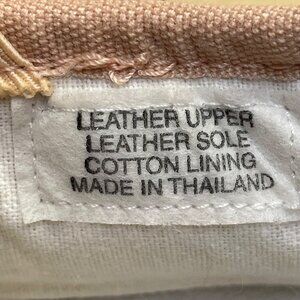 LEATHER UPPER
LEATHER SOLE
COTTON LINING
MADE IN THAILAND